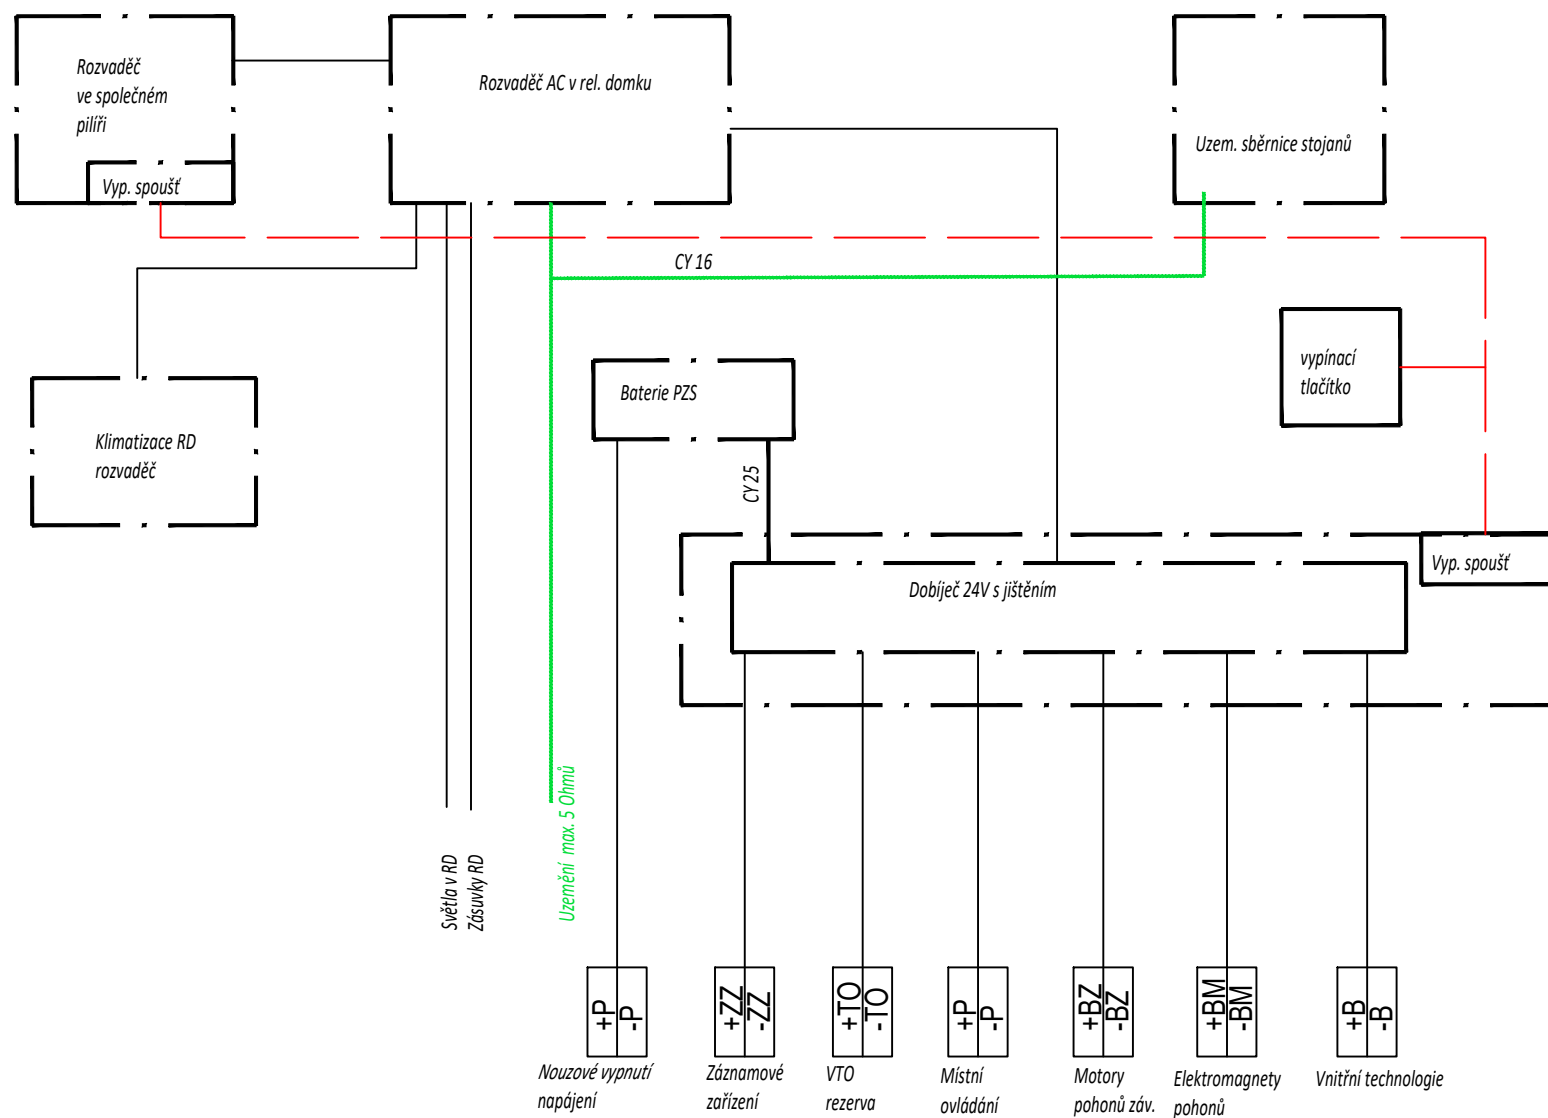 Rozvaděč
ve společném
pilíři
Vyp. spoušť
Rozvaděč AC v rel. domku
Uzem. sběrnice stojanů
CY 16
vypínací
tlačítko
Baterie PZS
Klimatizace RD
rozvaděč
CY 25
Vyp. spoušť
Dobíječ 24V s jištěním
Světla v RD
Zásuvky RD
Uzemění max. 5 Ohmů
+P
-P
+ZZ
-ZZ
+TO
-TO
+P
-P
+BZ
-BZ
+BM
-BM
+B
-B
Nouzové vypnutí
napájení
Záznamové
zařízení
VTO
rezerva
Místní
ovládání
Motory
pohonů záv.
Elektromagnety
pohonů
Vnitřní technologie